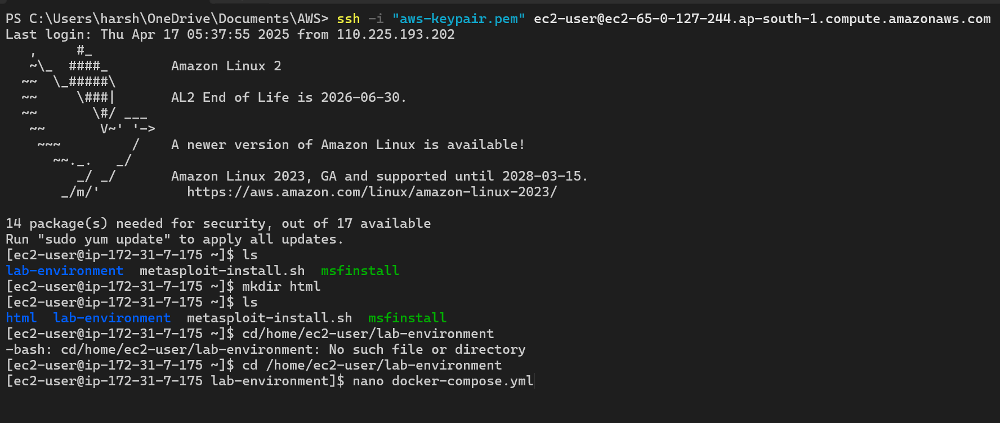 PS C:\Users\harsh\OneDrive\Documents\AWS> ssh -i "aws-keypair.pem" ec2-user@ec2-65-0-127-244.ap-south-1.compute.amazonaws.com
Last login: Thu Apr 17 05:37:55 2025 from 110.225.193.202
   ,     #_
   ~\_  ####_        Amazon Linux 2
  ~~  \_#####\
  ~~     \###|       AL2 End of Life is 2026-06-30.
  ~~       \#/ ___
   ~~       V~' '->
    ~~~         /    A newer version of Amazon Linux is available!
      ~~._.   _/
         _/ _/       Amazon Linux 2023, GA and supported until 2028-03-15.
       _/m/'           https://aws.amazon.com/linux/amazon-linux-2023/

14 package(s) needed for security, out of 17 available
Run "sudo yum update" to apply all updates.
[ec2-user@ip-172-31-7-175 ~]$ ls
lab-environment  metasploit-install.sh  msfinstall
[ec2-user@ip-172-31-7-175 ~]$ mkdir html
[ec2-user@ip-172-31-7-175 ~]$ ls
html  lab-environment  metasploit-install.sh  msfinstall
[ec2-user@ip-172-31-7-175 ~]$ cd/home/ec2-user/lab-environment
-bash: cd/home/ec2-user/lab-environment: No such file or directory
[ec2-user@ip-172-31-7-175 ~]$ cd /home/ec2-user/lab-environment
[ec2-user@ip-172-31-7-175 lab-environment]$ nano docker-compose.yml